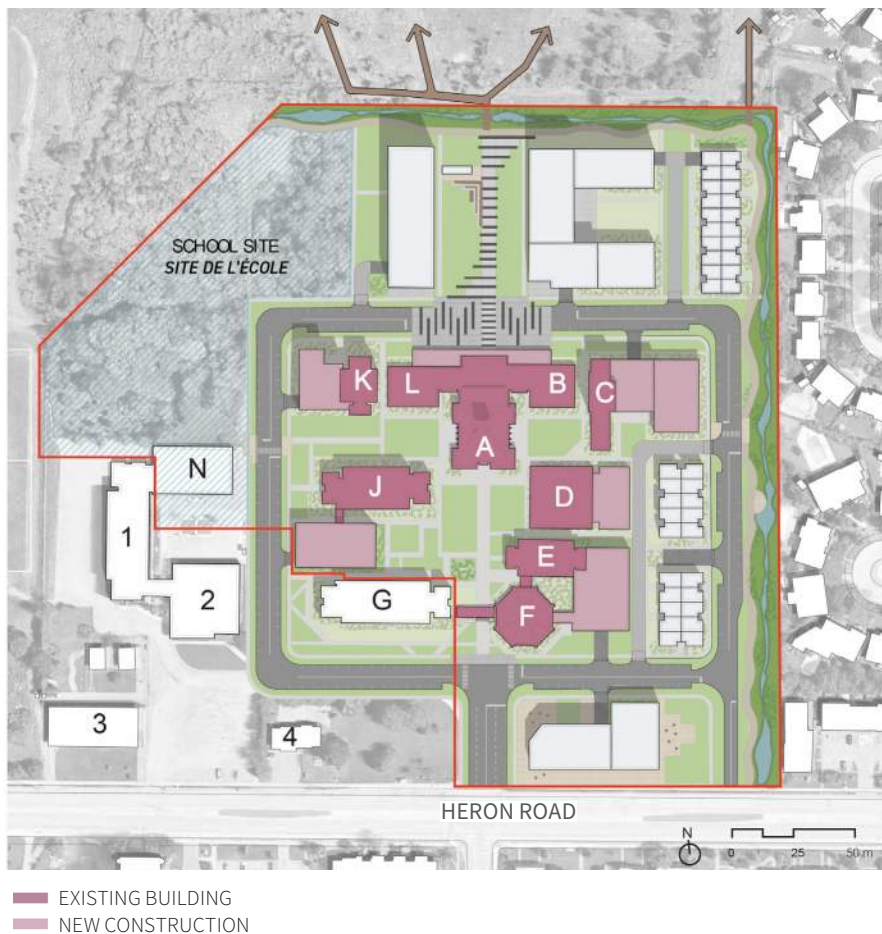 SCHOOL SITE
SITE DE L'ÉCOLE
K
L
B
C
A
N
J
D
1
E
2
G
F
3
4
HERON ROAD
N
0 25 50 m
EXISTING BUILDING
NEW CONSTRUCTION